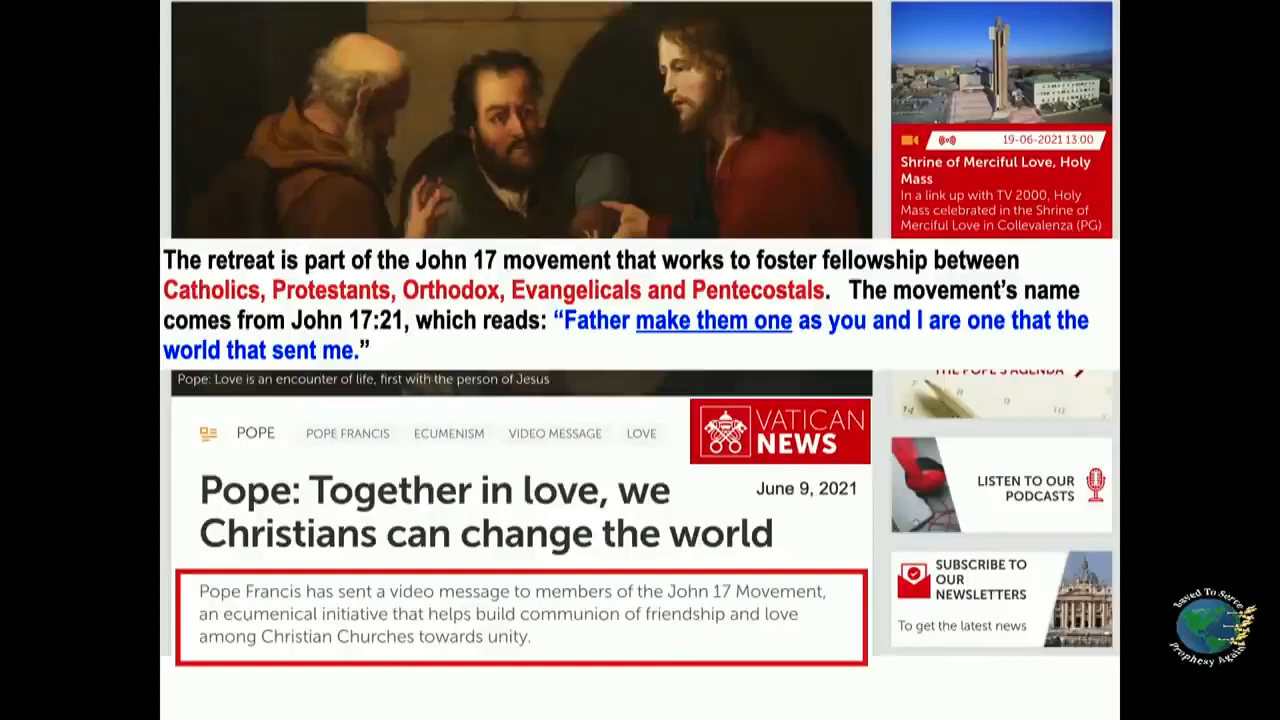 19-06-2021 13:00
Shrine of Merciful Love, Holy
Mass
In a link up with TV 2000, Holy
Mass celebrated in the Shrine of
Merciful Love in Collevalenza (PG)
The retreat is part of the John 17 movement that works to foster fellowship between
Catholics, Protestants, Orthodox, Evangelicals and Pentecostals. The movement's name
comes from John 17:21, which reads: “Father make them one as you and I are one that the
world that sent me.”
Pope: Love is an encounter of life, first with the person of Jesus
THE POPE'S AGENDA
POPE POPE FRANCIS ECUMENISM VIDEO MESSAGE LOVE
VATICAN
NEWS
Pope: Together in love, we
Christians can change the world
June 9, 2021
Pope Francis has sent a video message to members of the John 17 Movement,
an ecumenical initiative that helps build communion of friendship and love
among Christian Churches towards unity.
LISTEN TO OUR
PODCASTS
SUBSCRIBE TO
OUR
NEWSLETTERS
To get the latest news
Saved To Serve
Prophesy Again